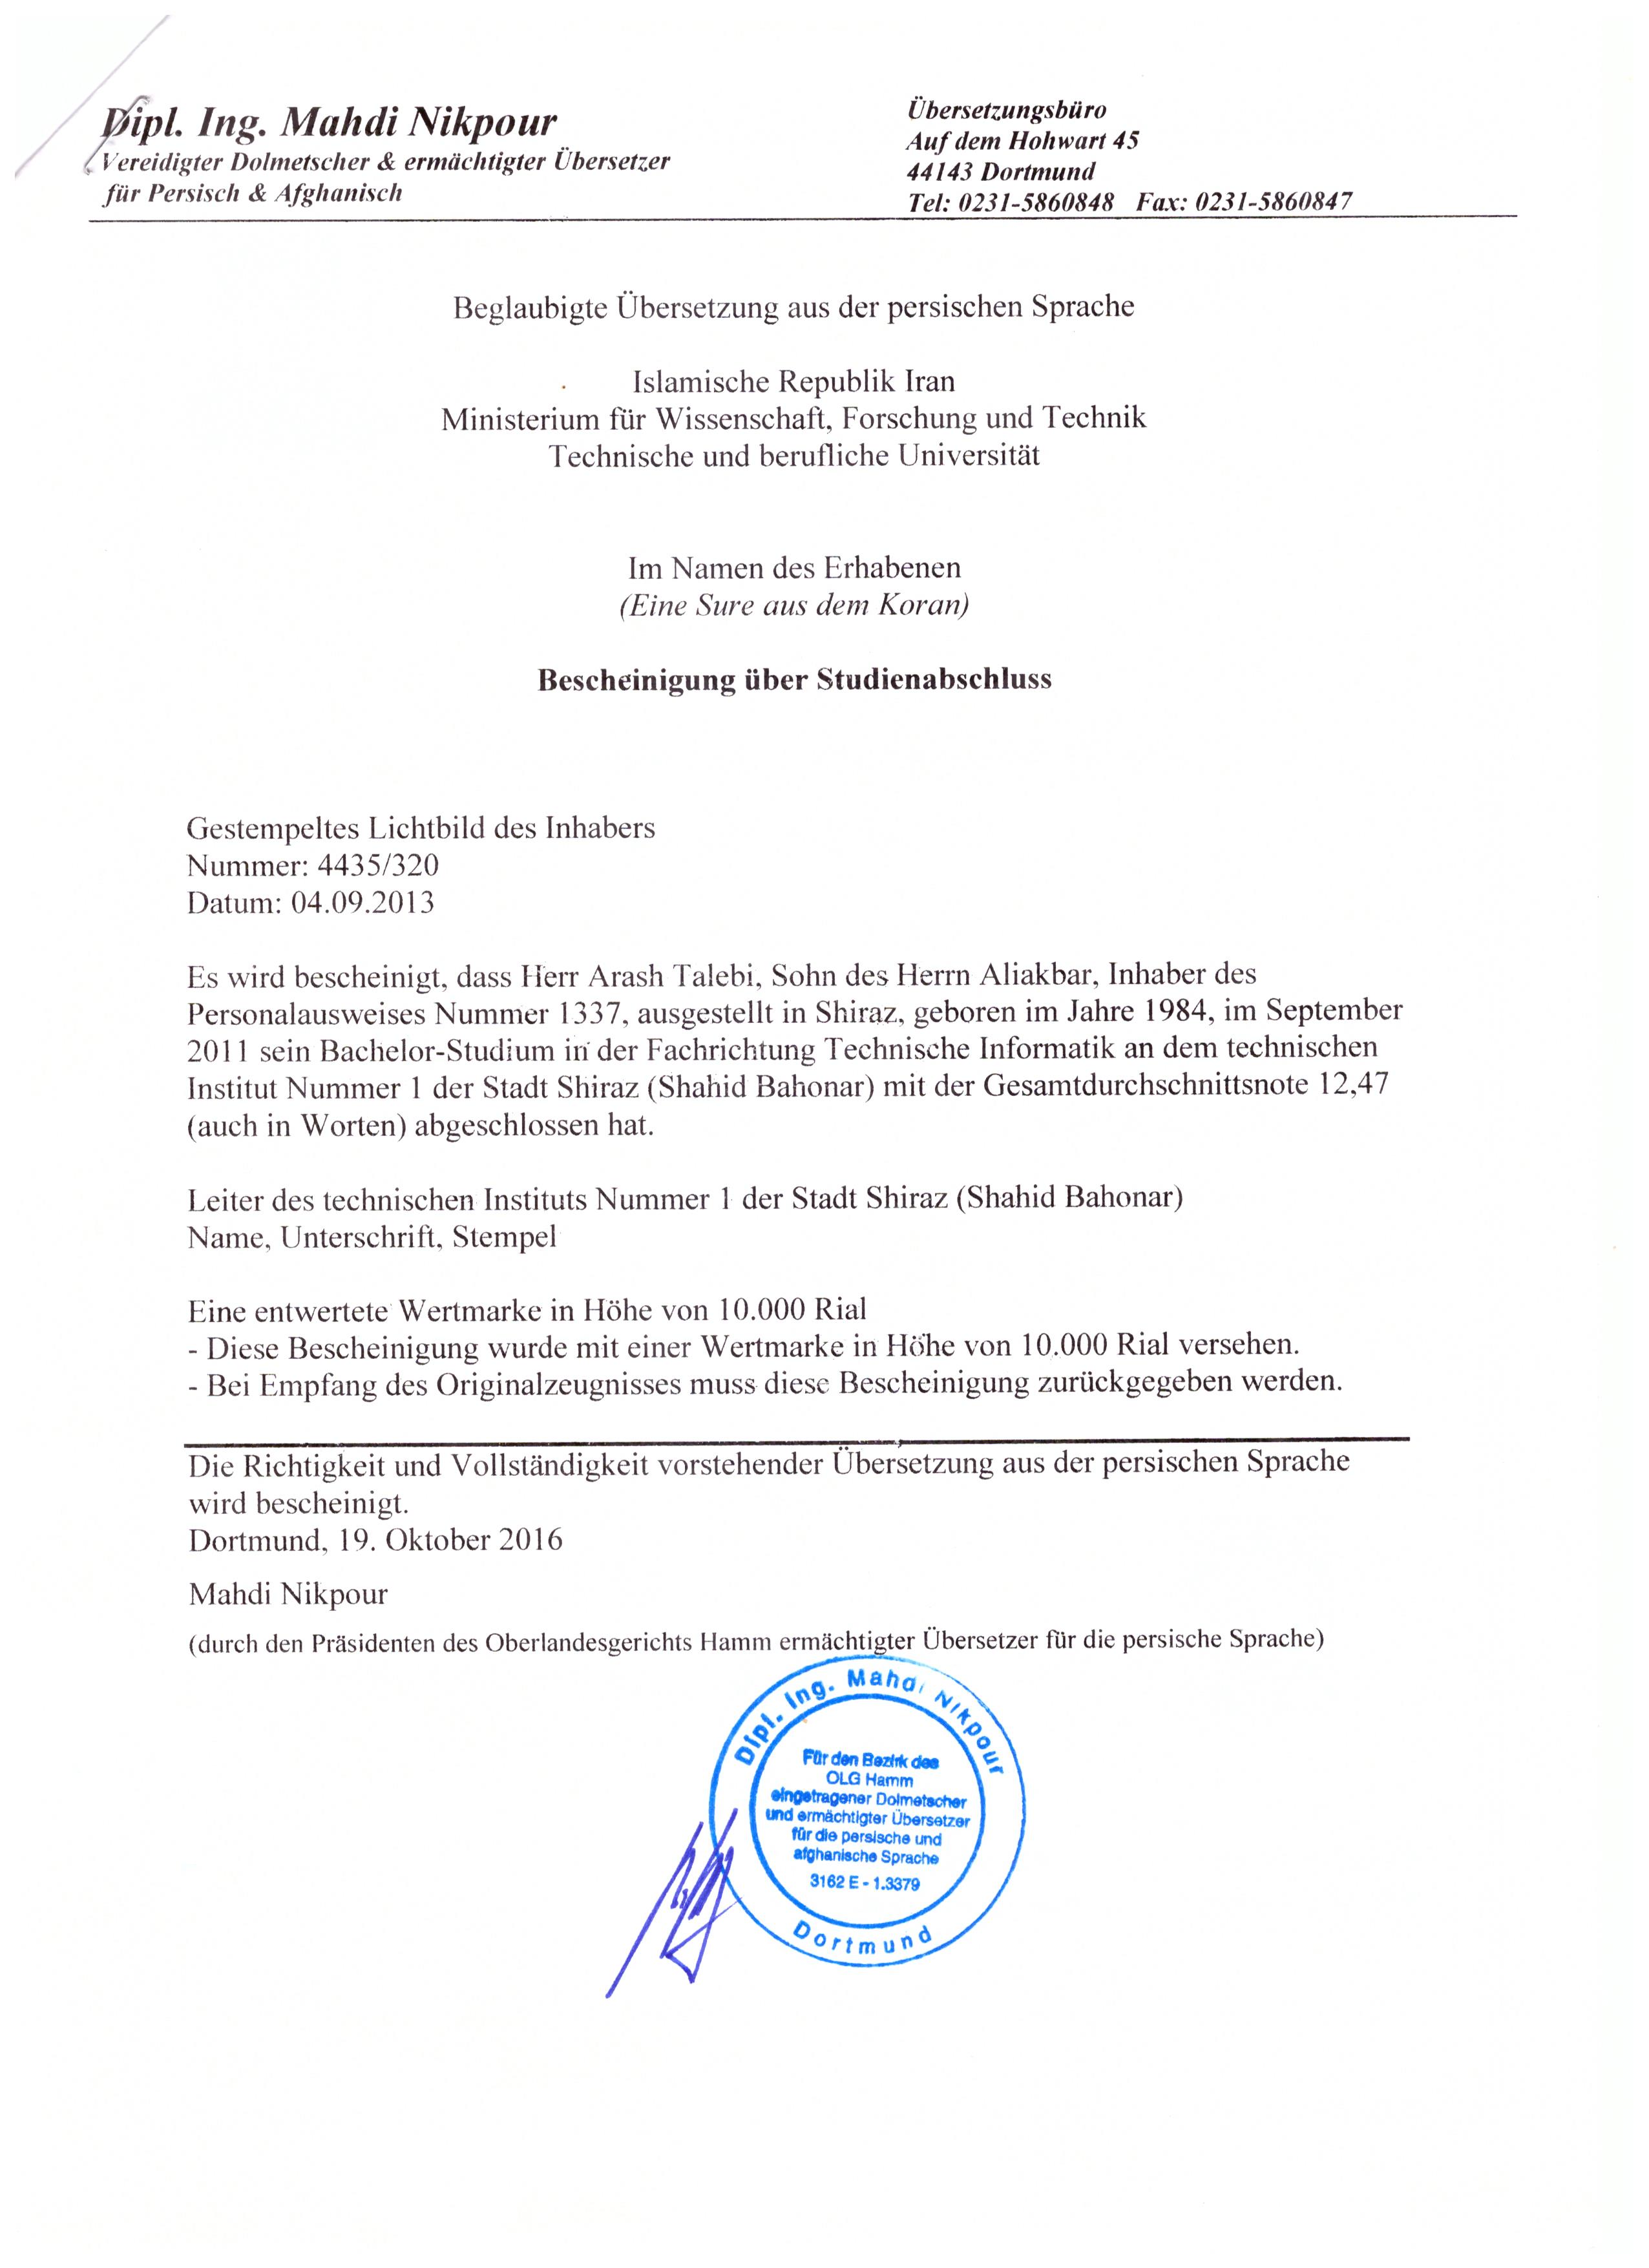 Dipl. Ing. Mahdi Nikpour
Vereidigter Dolmetscher & ermächtigter Übersetzer
für Persisch & Afghanisch
Übersetzungsbüro
Auf dem Hohwart 45
44143 Dortmund
Tel: 0231-5860848 Fax: 0231-5860847
Beglaubigte Übersetzung aus der persischen Sprache
Islamische Republik Iran
Ministerium für Wissenschaft, Forschung und Technik
Technische und berufliche Universität
Im Namen des Erhabenen
(Eine Sure aus dem Koran)
Bescheinigung über Studienabschluss
Gestempeltes Lichtbild des Inhabers
Nummer: 4435/320
Datum: 04.09.2013
Es wird bescheinigt, dass Herr Arash Talebi, Sohn des Herrn Aliakbar, Inhaber des
Personalausweises Nummer 1337, ausgestellt in Shiraz, geboren im Jahre 1984, im September
2011 sein Bachelor-Studium in der Fachrichtung Technische Informatik an dem technischen
Institut Nummer 1 der Stadt Shiraz (Shahid Bahonar) mit der Gesamtdurchschnittsnote 12,47
(auch in Worten) abgeschlossen hat.
Leiter des technischen Instituts Nummer 1 der Stadt Shiraz (Shahid Bahonar)
Name, Unterschrift, Stempel
Eine entwertete Wertmarke in Höhe von 10.000 Rial
- Diese Bescheinigung wurde mit einer Wertmarke in Höhe von 10.000 Rial versehen.
- Bei Empfang des Originalzeugnisses muss diese Bescheinigung zurückgegeben werden.
Die Richtigkeit und Vollständigkeit vorstehender Übersetzung aus der persischen Sprache
wird bescheinigt.
Dortmund, 19. Oktober 2016
Mahdi Nikpour
(durch den Präsidenten des Oberlandesgerichts Hamm ermächtigter Übersetzer für die persische Sprache)
Dipl. Ing. Mahdi Nikpour
Für den Bezirk des
OLG Hamm
eingetragener Dolmetscher
und ermächtigter Übersetzer
für die persische und
afghanische Sprache
3162 E - 1.3379
Dortmund